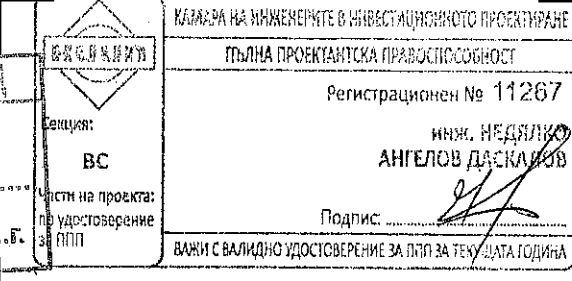 КАМАРА НА ИНЖЕНЕРИТЕ В ИНВЕСТИЦИОННОТО ПРОЕКТИРАНЕ
ПЪЛНА ПРОЕКТАНТСКА ПРАВОСПОСОБНОСТ
Регистрационен № 11267
инж. НЕДЯЛКО
АНГЕЛОВ ДАСКАЛОВ
Секция:
ВС
Части на проекта:
по удостоверение
за ППП
Подпис:
ВАЖИ С ВАЛИДНО УДОСТОВЕРЕНИЕ ЗА ППП ЗА ТЕКУЩАТА ГОДИНА